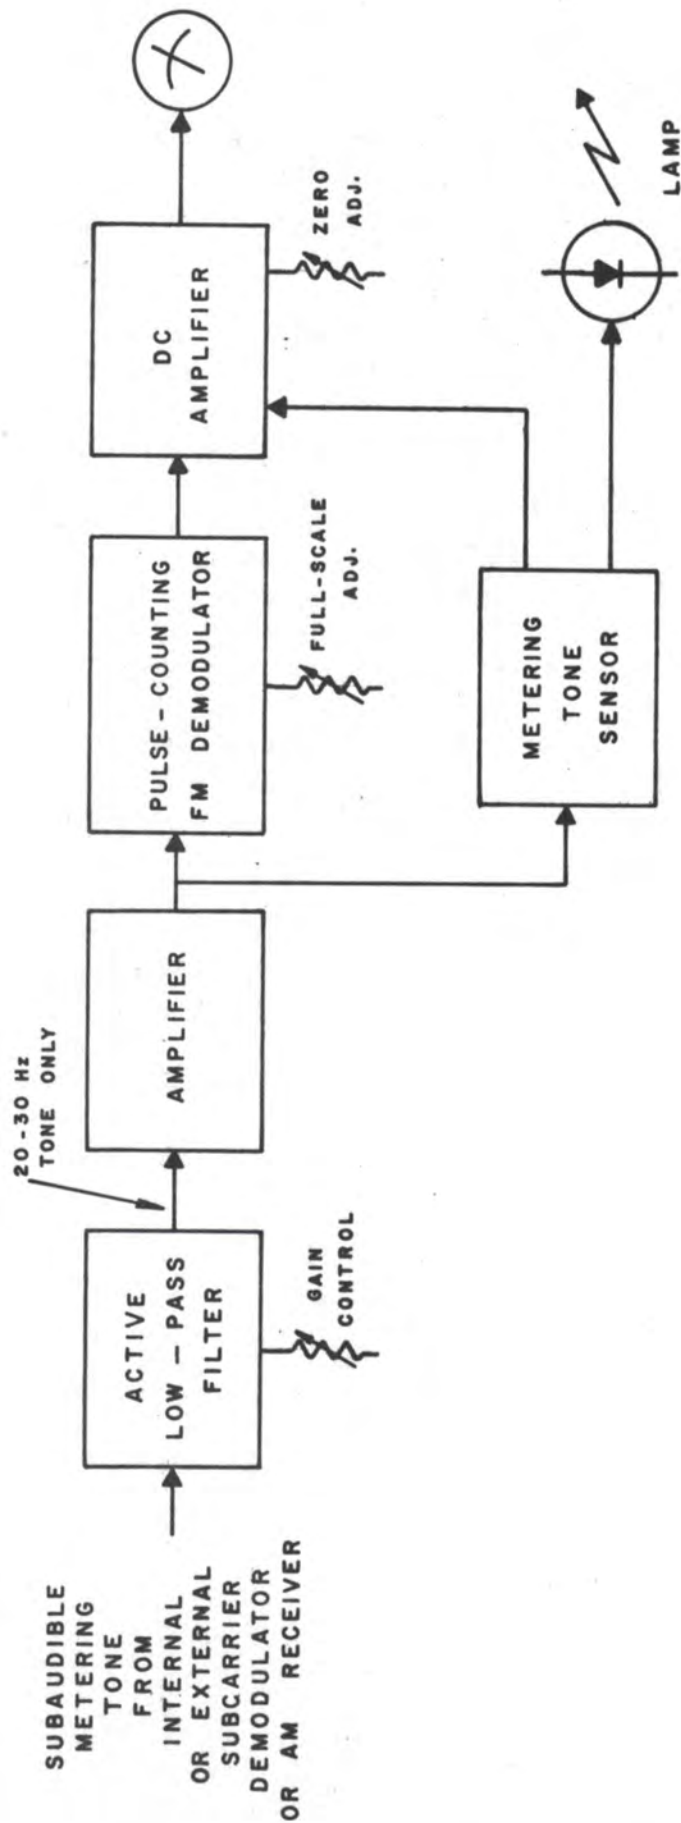 SUBAUDIBLE
METERING
TONE
FROM
INTERNAL
OR EXTERNAL
SUBCARRIER
DEMODULATOR
OR AM RECEIVER
ACTIVE
LOW – PASS
FILTER
GAIN
CONTROL
20-30 Hz
TONE ONLY
AMPLIFIER
PULSE – COUNTING
FM DEMODULATOR
FULL-SCALE
ADJ.
DC
AMPLIFIER
ZERO
ADJ.
METERING
TONE
SENSOR
LAMP